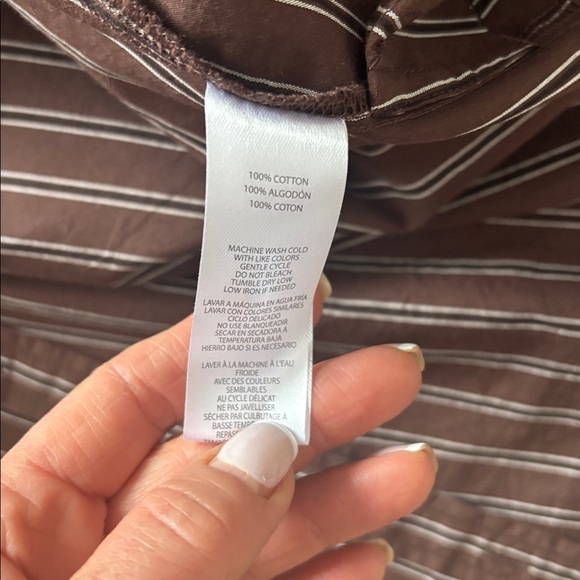 100% COTTON
100% ALGODÓN
100% COTON
MACHINE WASH COLD
WITH LIKE COLORS
GENTLE CYCLE
DO NOT BLEACH
TUMBLE DRY LOW
LOW IRON IF NEEDED
LAVAR A MÁQUINA EN AGUA FRÍA
LAVAR CON COLORES SIMILARES
CICLO DELICADO
NO USE BLANQUEADIR
SECAR EN SECADORA A
TEMPERATURA BAJA
HIERRO BAJO SI ES NECESARIO
LAVER À LA MACHINE À L'EAU
FROIDE
AVEC DES COULEURS
SEMBLABLES
AU CYCLE DÉLICAT
NE PAS JAVELLISER
SÉCHER PAR CULBUTAGE À
BASSE